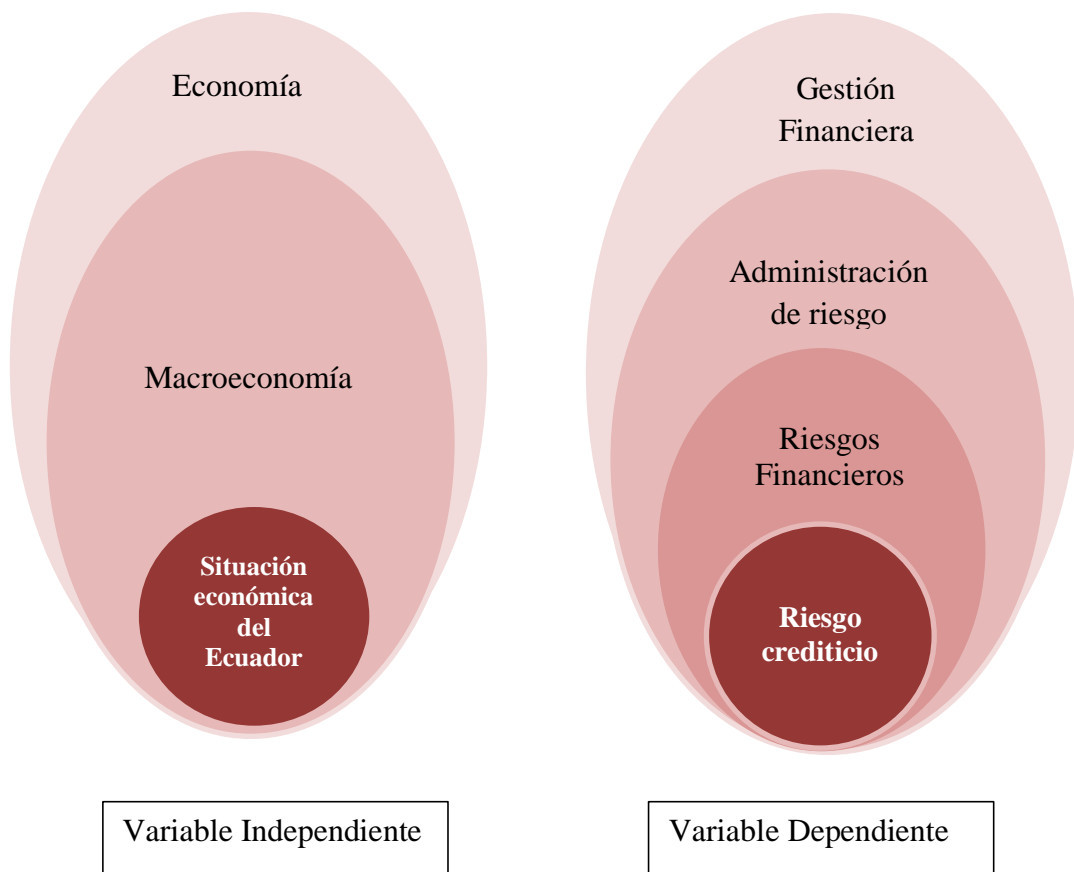 Economía
Macroeconomía
Situación
económica
del
Ecuador
Variable Independiente
Gestión
Financiera
Administración
de riesgo
Riesgos
Financieros
Riesgo
crediticio
Variable Dependiente